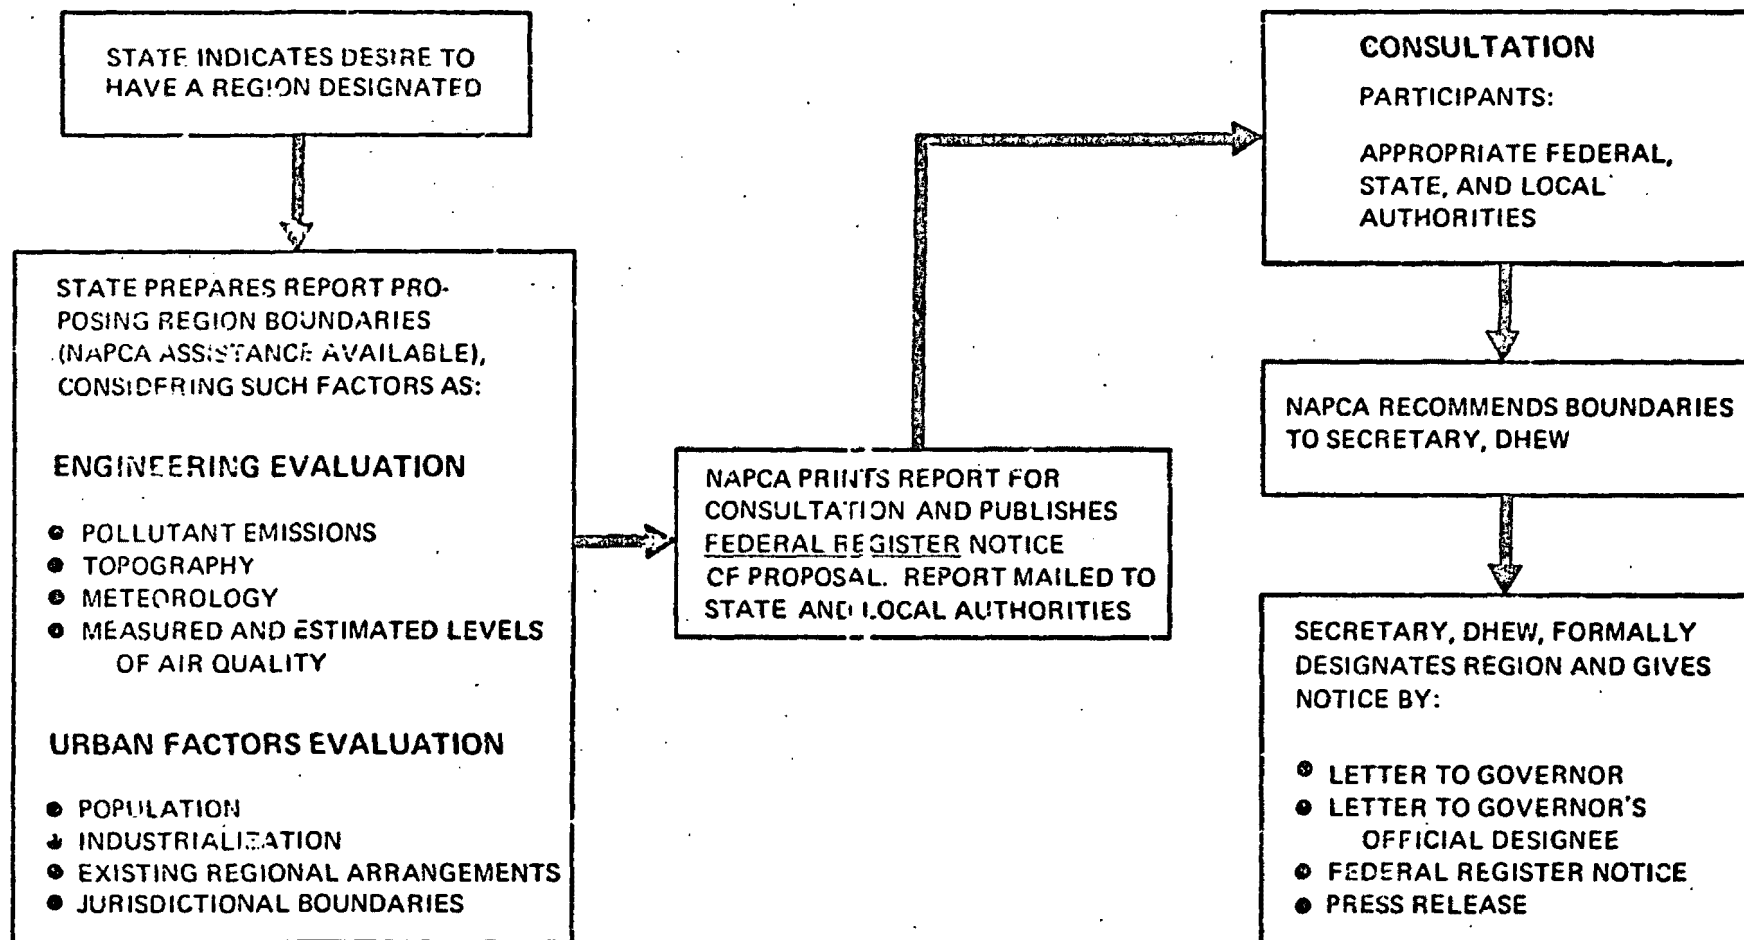 STATE INDICATES DESIRE TO
HAVE A REGION DESIGNATED
STATE PREPARES REPORT PRO-
POSING REGION BOUNDARIES
(NAPCA ASSISTANCE AVAILABLE),
CONSIDERING SUCH FACTORS AS:
ENGINEERING EVALUATION
● POLLUTANT EMISSIONS
● TOPOGRAPHY
● METEOROLOGY
● MEASURED AND ESTIMATED LEVELS
OF AIR QUALITY
URBAN FACTORS EVALUATION
● POPULATION
● INDUSTRIALIZATION
● EXISTING REGIONAL ARRANGEMENTS
● JURISDICTIONAL BOUNDARIES
NAPCA PRINTS REPORT FOR
CONSULTATION AND PUBLISHES
FEDERAL REGISTER NOTICE
OF PROPOSAL. REPORT MAILED TO
STATE AND LOCAL AUTHORITIES
CONSULTATION
PARTICIPANTS:
APPROPRIATE FEDERAL,
STATE, AND LOCAL
AUTHORITIES
NAPCA RECOMMENDS BOUNDARIES
TO SECRETARY, DHEW
SECRETARY, DHEW, FORMALLY
DESIGNATES REGION AND GIVES
NOTICE BY:
● LETTER TO GOVERNOR
● LETTER TO GOVERNOR'S
OFFICIAL DESIGNEE
● FEDERAL REGISTER NOTICE
● PRESS RELEASE